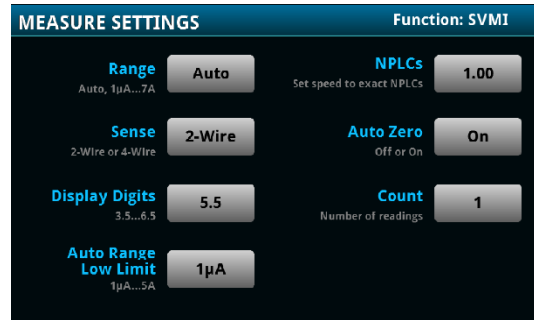 MEASURE SETTINGS
Function: SVMI
Range
Auto, 1µA...7A
Auto
NPLCs
Set speed to exact NPLCs
1.00
Sense
2-Wire or 4-Wire
2-Wire
Auto Zero
Off or On
On
Display Digits
3.5...6.5
5.5
Count
Number of readings
1
Auto Range
Low Limit
1µA...5A
1µA